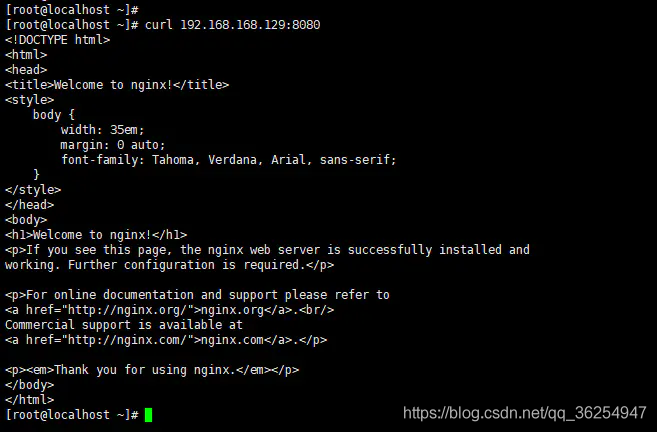 [root@localhost ~]#
[root@localhost ~]# curl 192.168.168.129:8080
<!DOCTYPE html>
<html>
<head>
<title>Welcome to nginx!</title>
<style>
    body {
        width: 35em;
        margin: 0 auto;
        font-family: Tahoma, Verdana, Arial, sans-serif;
    }
</style>
</head>
<body>
<h1>Welcome to nginx!</h1>
<p>If you see this page, the nginx web server is successfully installed and
working. Further configuration is required.</p>

<p>For online documentation and support please refer to
<a href="http://nginx.org/">nginx.org</a>.<br/>
Commercial support is available at
<a href="http://nginx.com/">nginx.com</a>.</p>

<p><em>Thank you for using nginx.</em></p>
</body>
</html>
[root@localhost ~]#
https://blog.csdn.net/qq_36254947